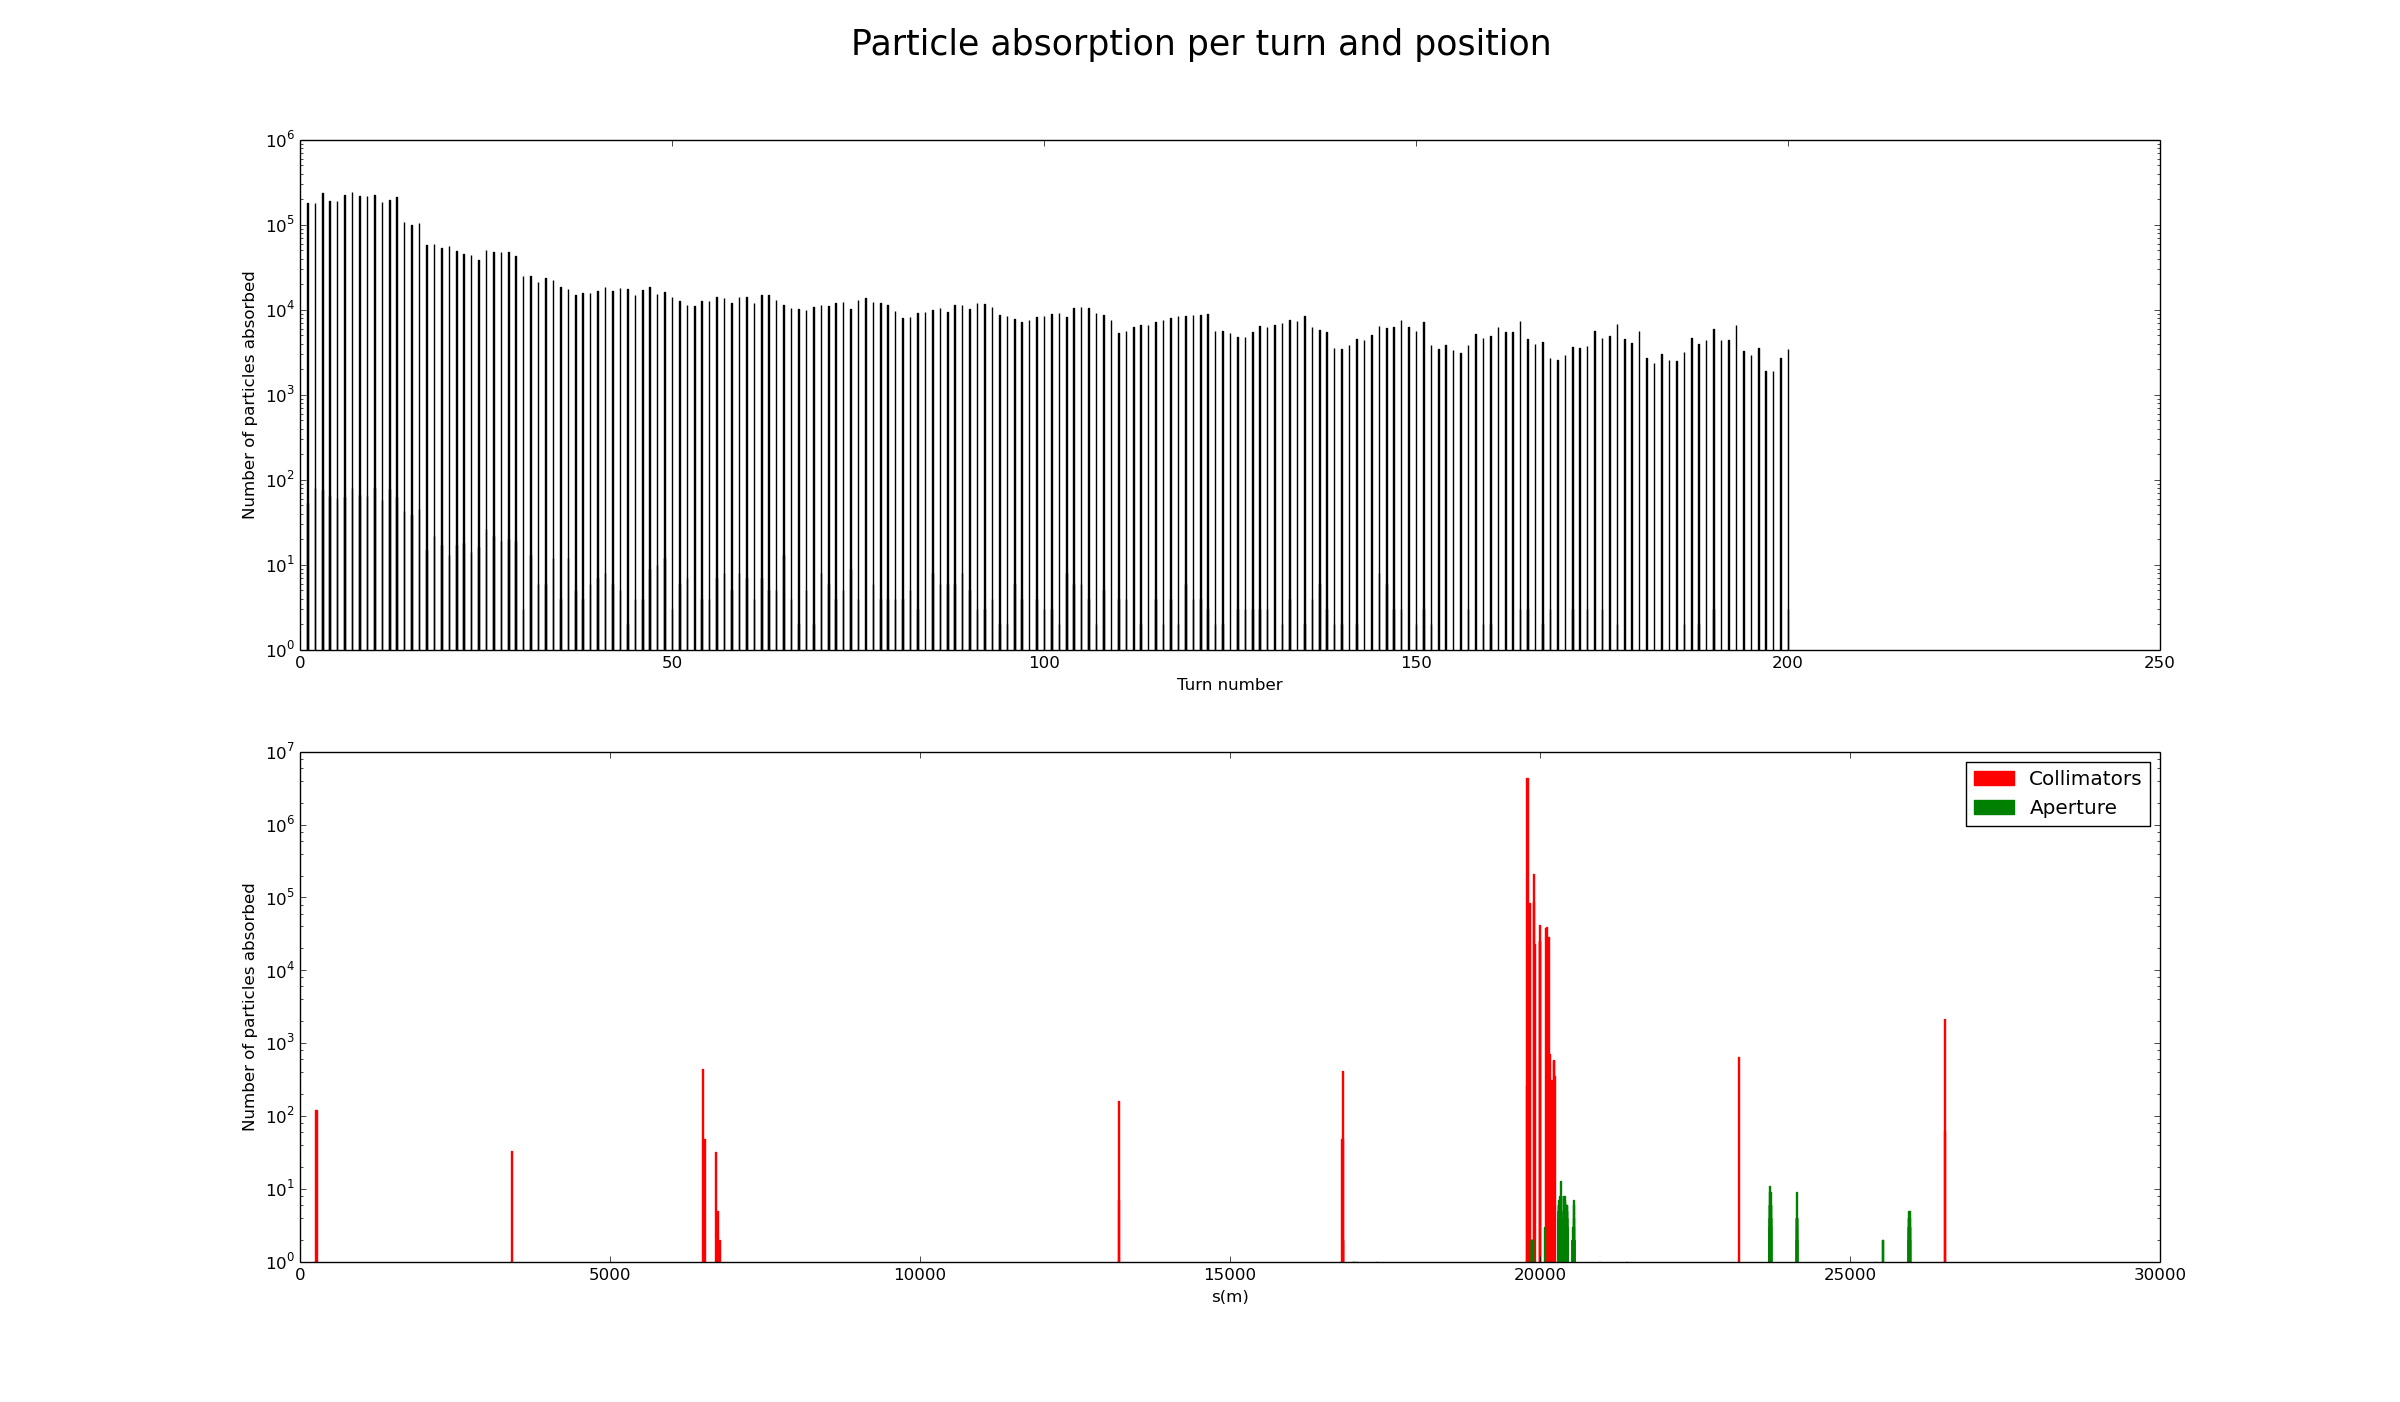 Particle absorption per turn and position
10^6
10^5
10^4
10^3
10^2
10^1
10^0
Number of particles absorbed
0 50 100 150 200 250
Turn number
10^7
10^6
10^5
10^4
10^3
10^2
10^1
10^0
Number of particles absorbed
Collimators
Aperture
0 5000 10000 15000 20000 25000 30000
s(m)